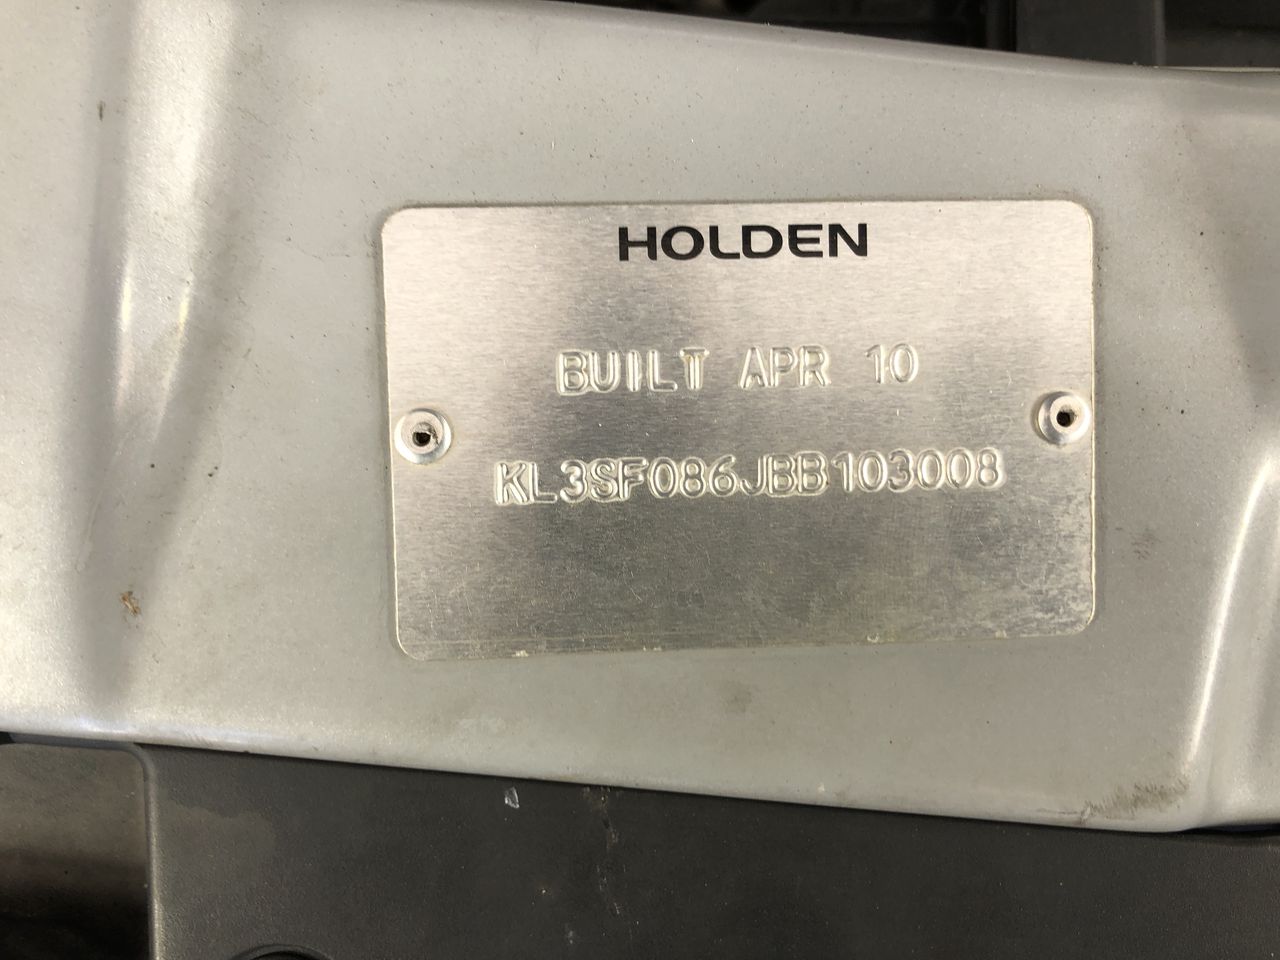 HOLDEN
BUILT APR 10
KL3SF086JBB103008